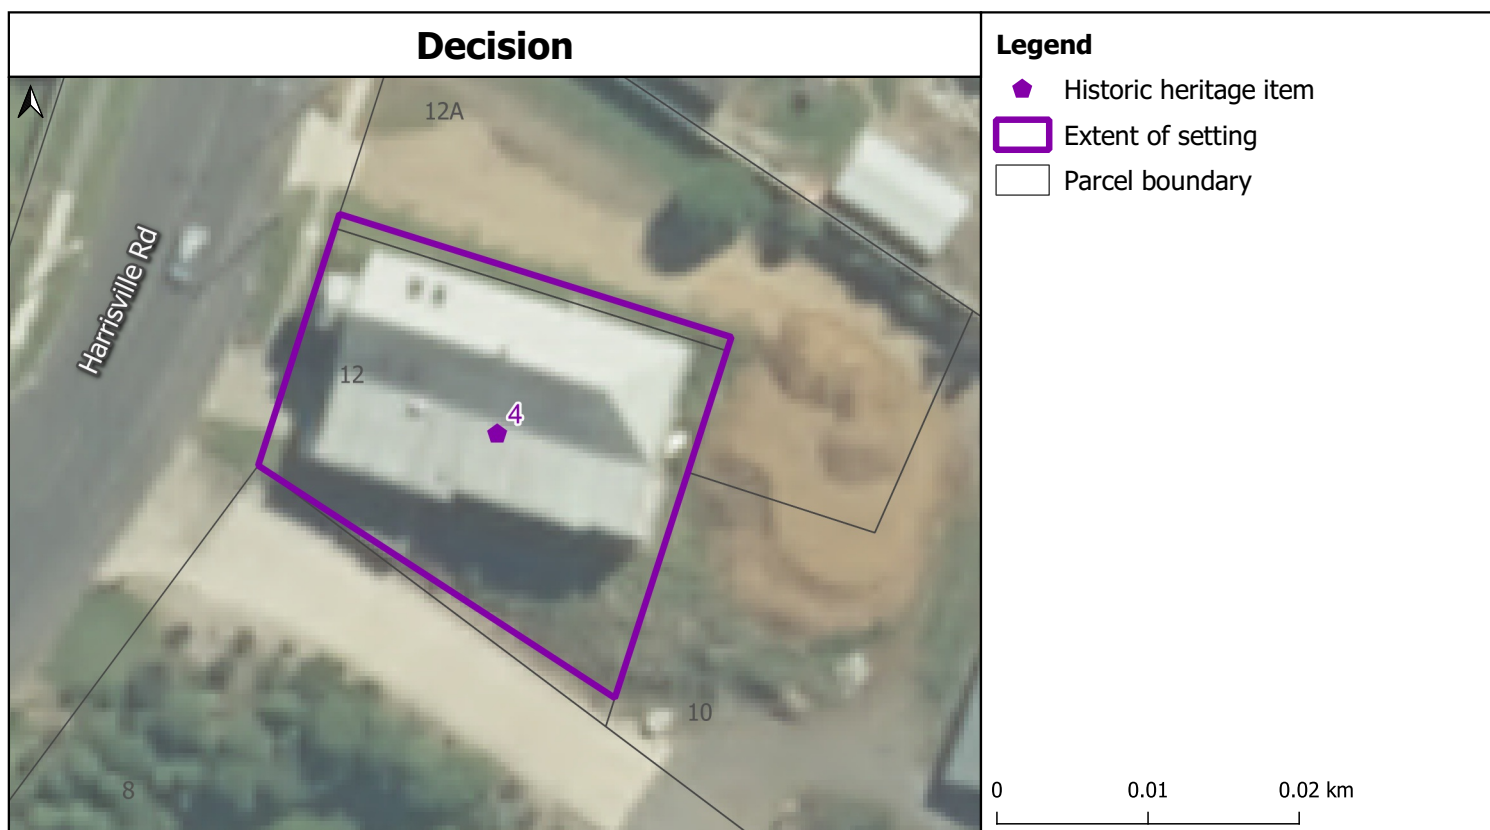 Decision
12A
Harrisville Rd
12
4
10
8
Legend
Historic heritage item
Extent of setting
Parcel boundary
0 0.01 0.02 km